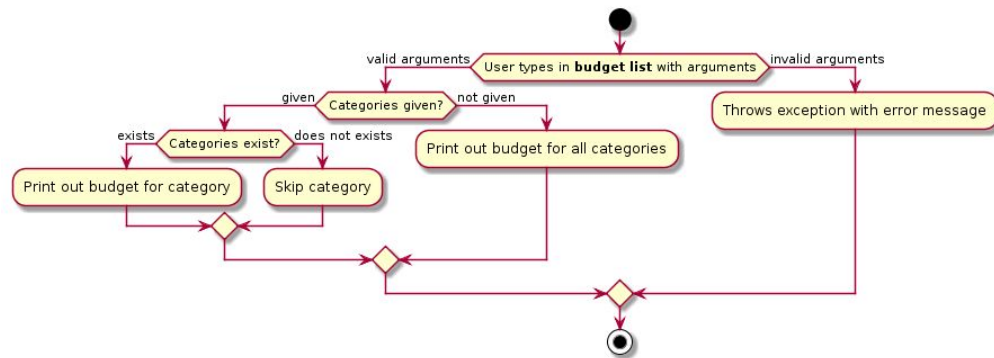 valid arguments
User types in budget list with arguments
invalid arguments
given
Categories given?
not given
Throws exception with error message
exists
Categories exist?
does not exists
Print out budget for all categories
Print out budget for category
Skip category